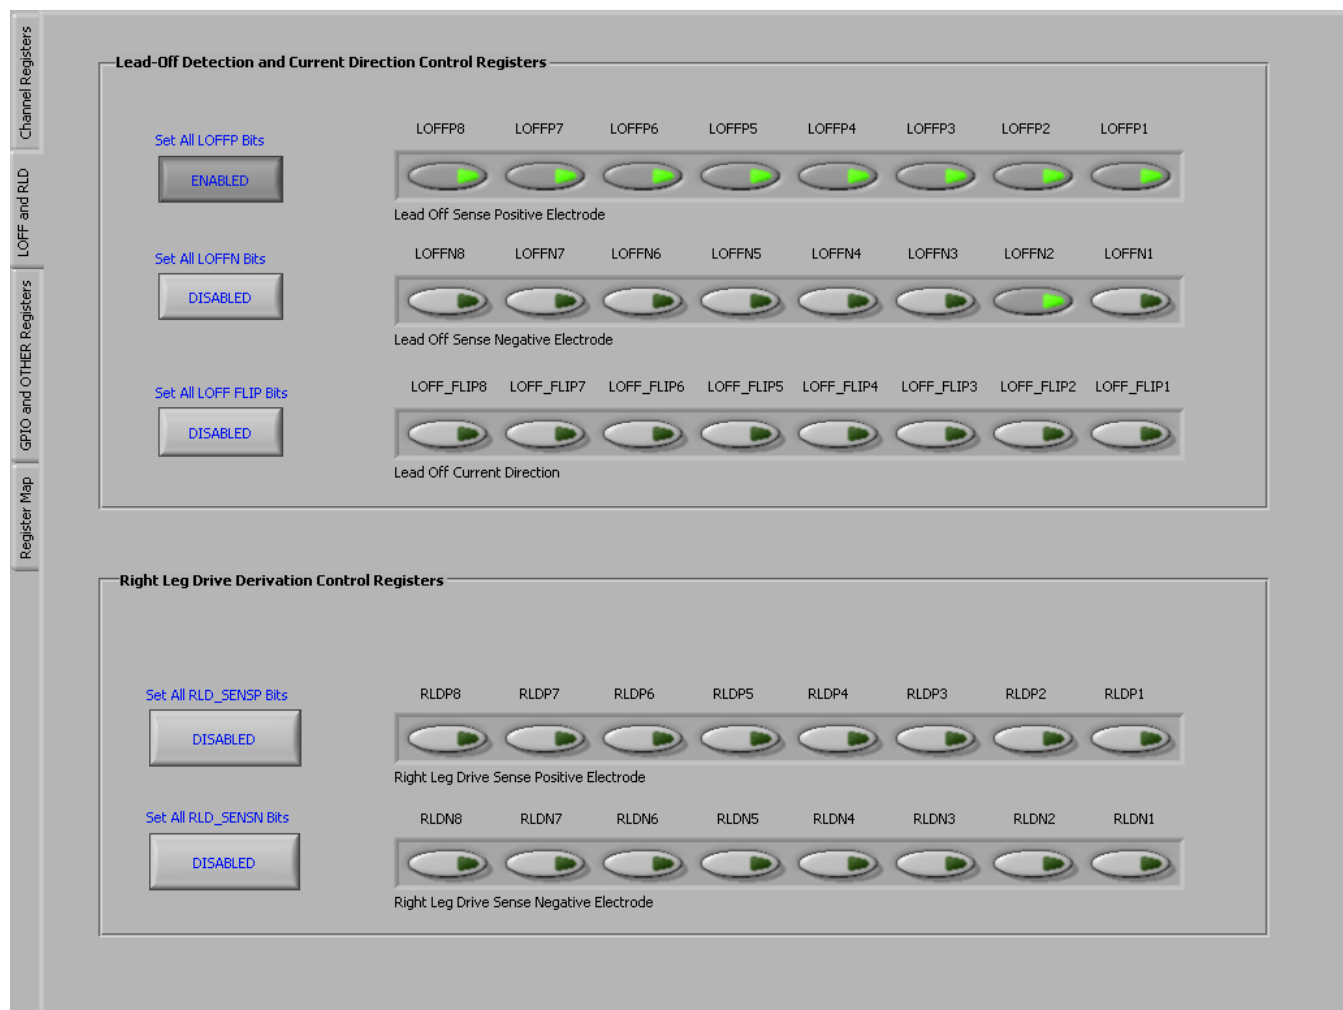 Channel Registers
LOFF and RLD
GPIO and OTHER Registers
Register Map
Lead-Off Detection and Current Direction Control Registers
Set All LOFFP Bits
ENABLED
LOFFP8 LOFFP7 LOFFP6 LOFFP5 LOFFP4 LOFFP3 LOFFP2 LOFFP1
Lead Off Sense Positive Electrode
Set All LOFFN Bits
DISABLED
LOFFN8 LOFFN7 LOFFN6 LOFFN5 LOFFN4 LOFFN3 LOFFN2 LOFFN1
Lead Off Sense Negative Electrode
Set All LOFF FLIP Bits
DISABLED
LOFF_FLIP8 LOFF_FLIP7 LOFF_FLIP6 LOFF_FLIP5 LOFF_FLIP4 LOFF_FLIP3 LOFF_FLIP2 LOFF_FLIP1
Lead Off Current Direction
Right Leg Drive Derivation Control Registers
Set All RLD_SENSP Bits
DISABLED
RLDP8 RLDP7 RLDP6 RLDP5 RLDP4 RLDP3 RLDP2 RLDP1
Right Leg Drive Sense Positive Electrode
Set All RLD_SENSN Bits
DISABLED
RLDN8 RLDN7 RLDN6 RLDN5 RLDN4 RLDN3 RLDN2 RLDN1
Right Leg Drive Sense Negative Electrode